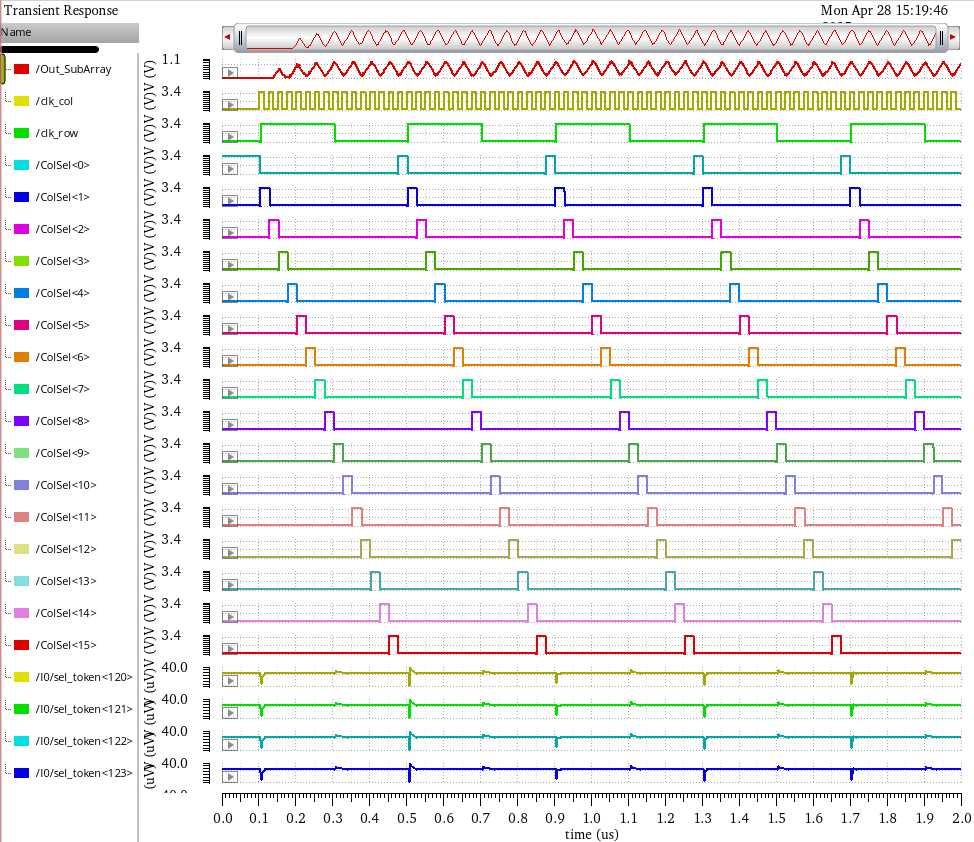 Transient Response
Mon Apr 28 15:19:46
Name
/Out_SubArray
1.1
/clk_col
3.4
/clk_row
3.4
/ColSel<0>
3.4
/ColSel<1>
3.4
/ColSel<2>
3.4
/ColSel<3>
3.4
/ColSel<4>
3.4
/ColSel<5>
3.4
/ColSel<6>
3.4
/ColSel<7>
3.4
/ColSel<8>
3.4
/ColSel<9>
3.4
/ColSel<10>
3.4
/ColSel<11>
3.4
/ColSel<12>
3.4
/ColSel<13>
3.4
/ColSel<14>
3.4
/ColSel<15>
3.4
/I0/sel_token<120>
40.0
/I0/sel_token<121>
40.0
/I0/sel_token<122>
40.0
/I0/sel_token<123>
40.0
0.0 0.1 0.2 0.3 0.4 0.5 0.6 0.7 0.8 0.9 1.0 1.1 1.2 1.3 1.4 1.5 1.6 1.7 1.8 1.9 2.0
time (us)